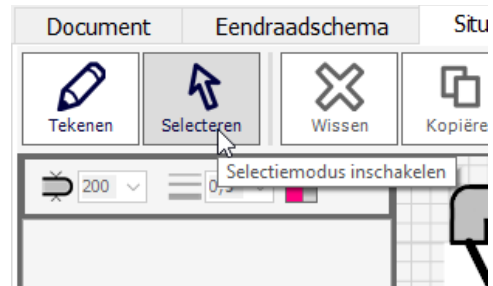 Document Eendraadschema Situ
Tekenen Selecteren Wissen Kopiëre
Selectiemodus inschakelen
200